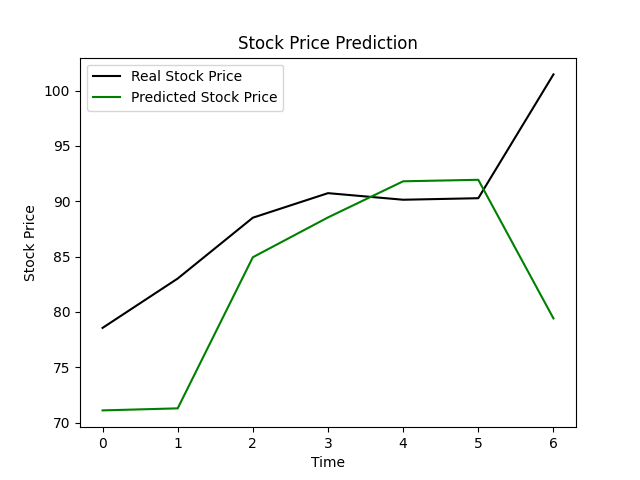 Stock Price Prediction
Real Stock Price
Predicted Stock Price
Stock Price
100
95
90
85
80
75
70
0 1 2 3 4 5 6
Time